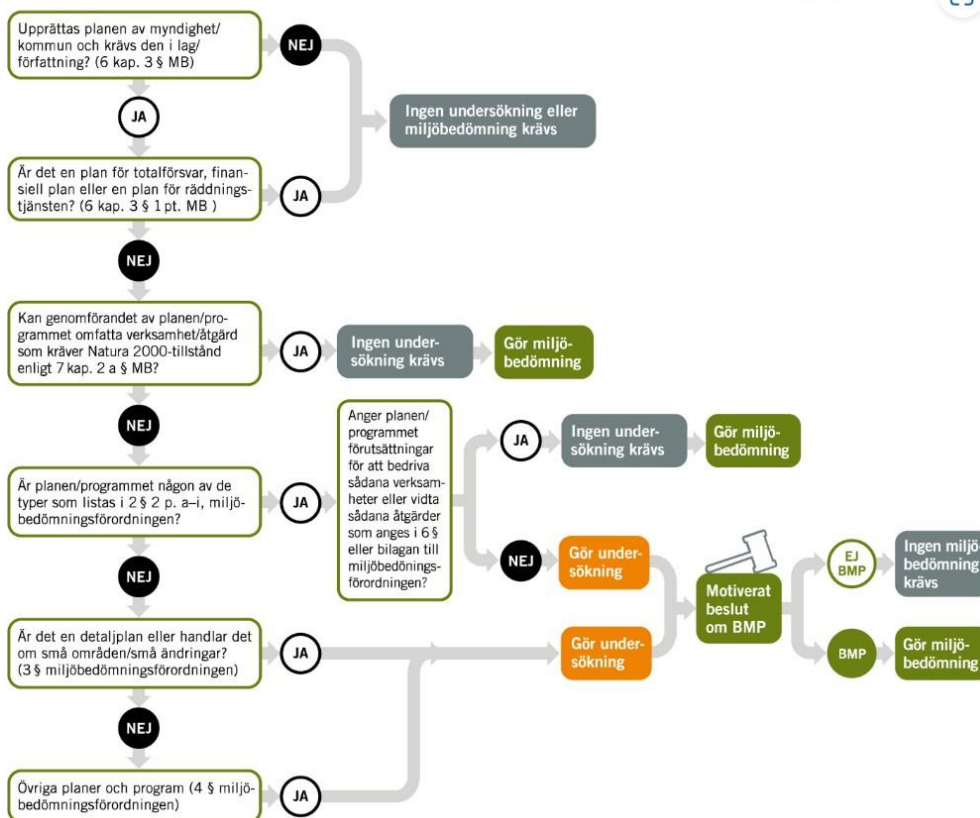 Upprättas planen av myndighet/
kommun och krävs den i lag/
författning? (6 kap. 3 § MB)
NEJ
JA
Ingen undersökning eller
miljöbedömning krävs
Är det en plan för totalförsvar, finan-
siell plan eller en plan för räddnings-
tjänsten? (6 kap. 3 § 1 pt. MB )
JA
NEJ
Kan genomförandet av planen/pro-
grammet omfatta verksamhet/åtgärd
som kräver Natura 2000-tillstånd
enligt 7 kap. 2 a § MB?
JA
Ingen under-
sökning krävs
Gör miljö-
bedömning
NEJ
Är planen/programmet någon av de
typer som listas i 2 § 2 p. a–i, miljö-
bedömningsförordningen?
JA
Anger planen/
programmet
förutsättningar
för att bedriva
sådana verksam-
heter eller vidta
sådana åtgärder
som anges i 6 §
eller bilagan till
miljöbedönings-
förordningen?
JA
Ingen under-
sökning krävs
Gör miljö-
bedömning
NEJ
Gör under-
sökning
NEJ
Är det en detaljplan eller handlar det
om små områden/små ändringar?
(3 § miljöbedömningsförordningen)
JA
Gör under-
sökning
Motiverat
beslut
om BMP
EJ
BMP
Ingen miljö-
bedömning
krävs
BMP
Gör miljö-
bedömning
NEJ
Övriga planer och program (4 § miljö-
bedömningsförordningen)
JA